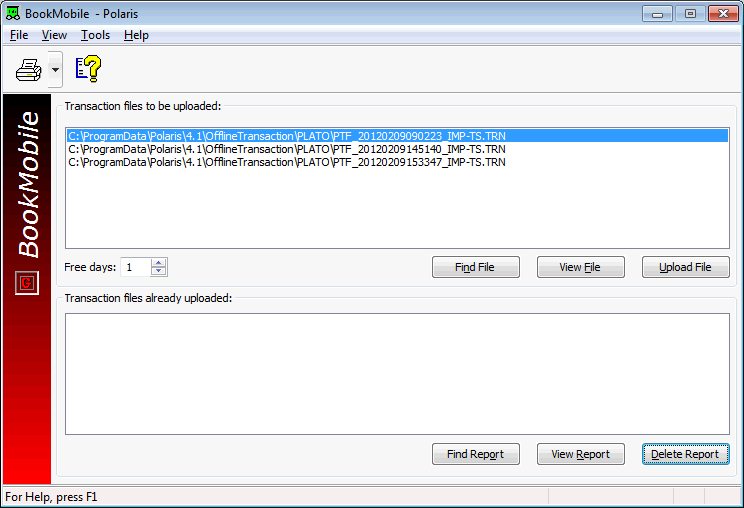 BookMobile - Polaris
File View Tools Help
BookMobile
G
Transaction files to be uploaded:
C:\ProgramData\Polaris\4.1\OfflineTransaction\PLATO\PTF_20120209090223_IMP-TS.TRN
C:\ProgramData\Polaris\4.1\OfflineTransaction\PLATO\PTF_20120209145140_IMP-TS.TRN
C:\ProgramData\Polaris\4.1\OfflineTransaction\PLATO\PTF_20120209153347_IMP-TS.TRN
Free days: 1 Find File View File Upload File
Transaction files already uploaded:
Find Report View Report Delete Report
For Help, press F1